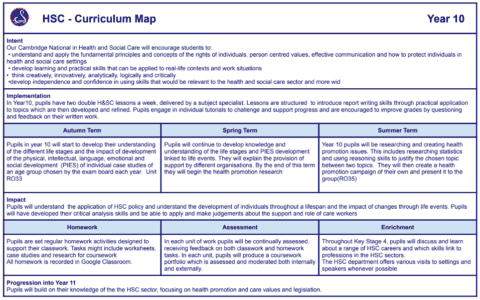 HSC - Curriculum Map
Year 10
Intent
Our Cambridge National in Health and Social Care will encourage students to:
• understand and apply the fundamental principles and concepts of the rights of individuals, person centred values, effective communication and how to protect individuals in
health and social care settings
• develop learning and practical skills that can be applied to real-life contexts and work situations
• think creatively, innovatively, analytically, logically and critically
•develop independence and confidence in using skills that would be relevant to the health and social care sector and more wid
Implementation
In Year10, pupils have two double H&SC lessons a week, delivered by a subject specialist. Lessons are structured to introduce report writing skills through practical application
to topics which are then developed and refined. Pupils engage in individual tutorials to challenge and support progress and are encouraged to improve grades by questioning
and feedback on their written work.
Autumn Term
Spring Term
Summer Term
Pupils in year 10 will start to develop their understanding
of the different life stages and the impact of development
of the physical, intellectual, language, emotional and
social development (PIES) of individual case studies of
an age group chosen by the exam board each year. Unit
RO33
Pupils will continue to develop knowledge and
understanding of the life stages and PIES development
linked to life events. They will explain the provision of
support by different organisations. By the end of this term
they will begin the health promotion research
Year 10 pupils will be researching and creating health
promotion issues. This includes researching statistics
and using reasoning skills to justify the chosen topic
between two topics. They will then create a health
promotion campaign of their own and present it to the
group(RO35)
Impact
Pupils will understand the application of HSC policy and understand the development of individuals throughout a lifespan and the impact of changes through life events. Pupils
will have developed their critical analysis skills and be able to apply and make judgements about the support and role of care workers
Homework
Assessment
Enrichment
Pupils are set regular homework activities designed to
support their classwork. Tasks might include worksheets,
case studies and research for coursework
All homework is recorded in Google Classroom.
In each unit of work pupils will be continually assessed,
receiving feedback on both classwork and homework
tasks. In each unit, pupils will produce a coursework
portfolio which is assessed and moderated both internally
and externally.
Throughout Key Stage 4, pupils will discuss and learn
about a range of HSC careers and which skills link to
professions in the HSC sectors.
The HSC department offers various visits to settings and
speakers whenever possible
Progression into Year 11
Pupils will build on their knowledge of the the HSC sector, focusing on health promotion and care values and legislation.